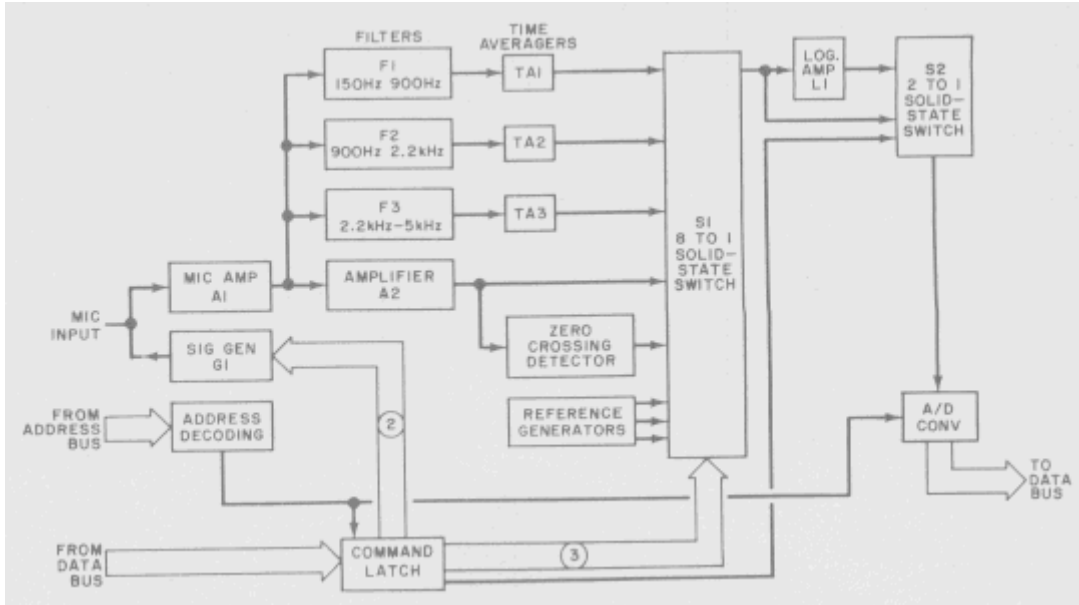 FILTERS
TIME
AVERAGERS
F1
150Hz 900Hz
TA1
F2
900Hz 2.2kHz
TA2
F3
2.2kHz-5kHz
TA3
S1
8 TO 1
SOLID-
STATE
SWITCH
LOG.
AMP
L1
S2
2 TO 1
SOLID-
STATE
SWITCH
MIC AMP
A1
AMPLIFIER
A2
MIC
INPUT
SIG GEN
G1
ZERO
CROSSING
DETECTOR
FROM
ADDRESS
BUS
ADDRESS
DECODING
2
REFERENCE
GENERATORS
A/D
CONV
TO
DATA
BUS
FROM
DATA
BUS
COMMAND
LATCH
3